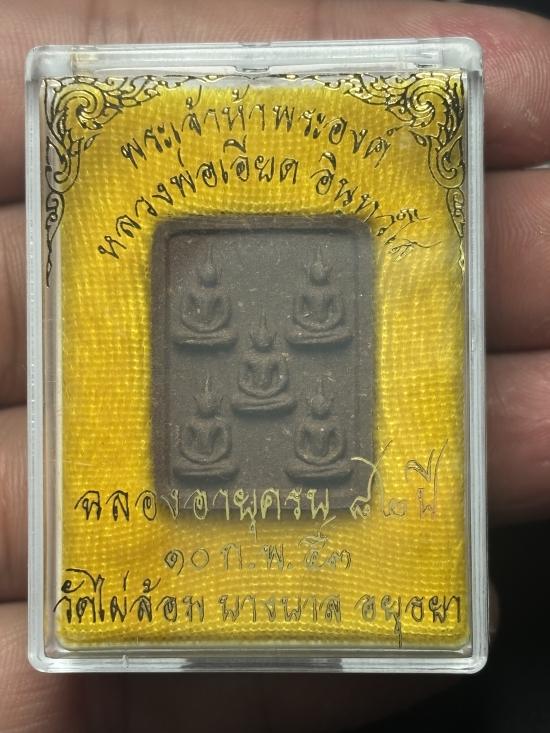 พระเจ้าห้าพระองค์
หลวงพ่อเอียด อินทวํโส
ฉลองอายุครบ ๘๒ ปี
๑๐ ก.พ. ๕๓
วัดไผ่ล้อม บางบาล อยุธยา